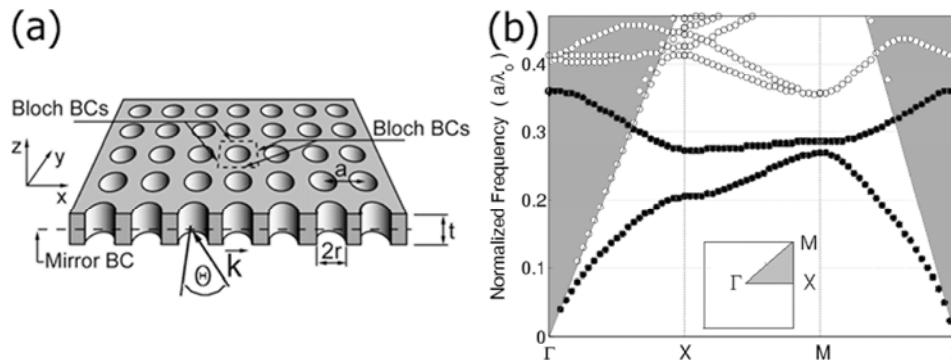 (a)
Bloch BCs
Bloch BCs
z
y
x
a
t
Mirror BC
Θ
k
2r
(b)
Normalized Frequency ( a/λ₀ )
0.4
0.3
0.2
0.1
0
Γ
X
M
M
Γ
X